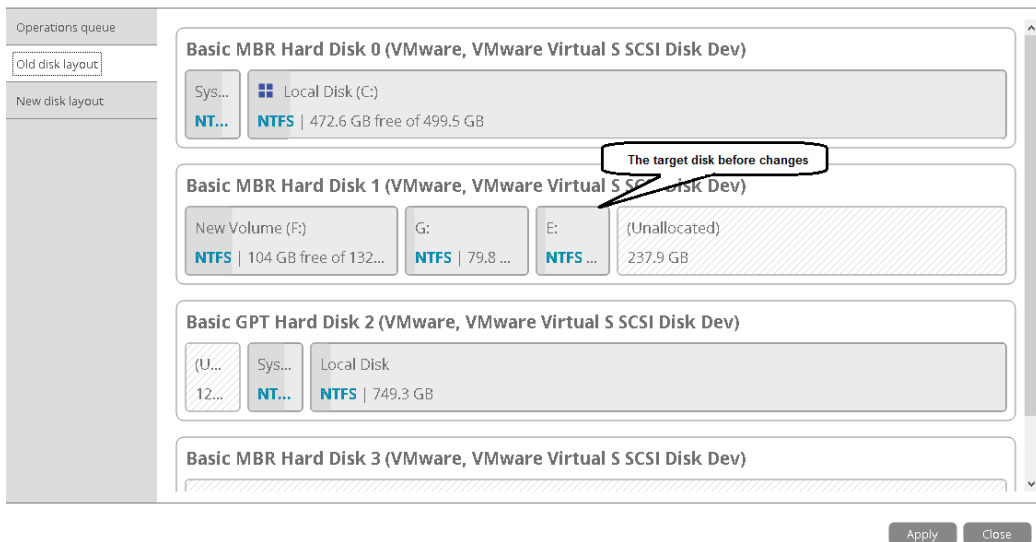 Operations queue
Old disk layout
New disk layout
Basic MBR Hard Disk 0 (VMware, VMware Virtual S SCSI Disk Dev)
Sys... Local Disk (C:)
NT... NTFS | 472.6 GB free of 499.5 GB
The target disk before changes
Basic MBR Hard Disk 1 (VMware, VMware Virtual S SCSI Disk Dev)
New Volume (F:) G: E: (Unallocated)
NTFS | 104 GB free of 132... NTFS | 79.8 ... NTFS ... 237.9 GB
Basic GPT Hard Disk 2 (VMware, VMware Virtual S SCSI Disk Dev)
(U... Sys... Local Disk
12... NT... NTFS | 749.3 GB
Basic MBR Hard Disk 3 (VMware, VMware Virtual S SCSI Disk Dev)
Apply Close